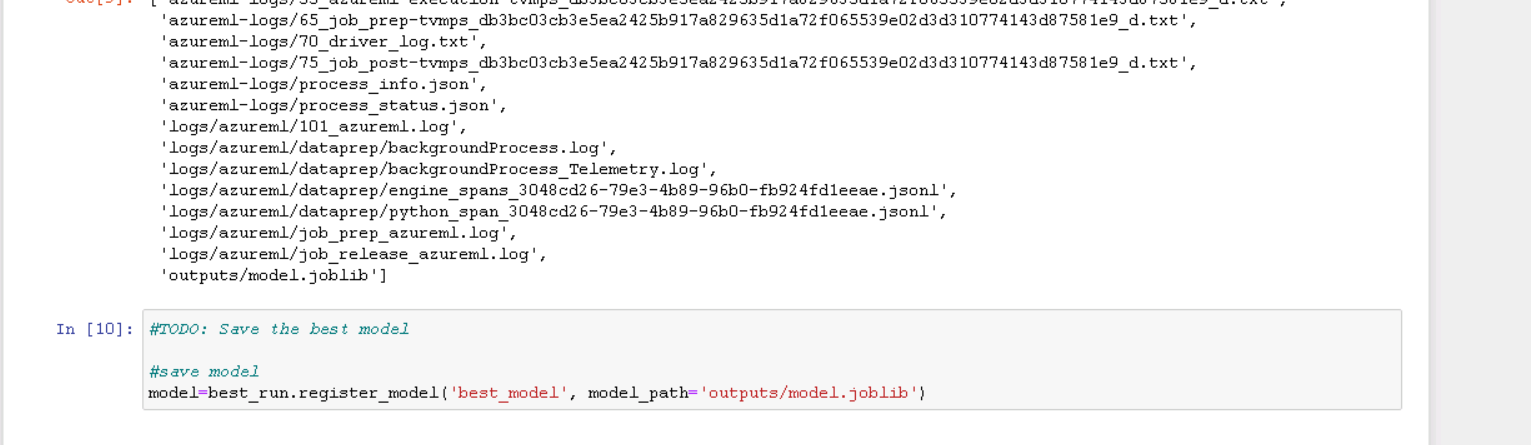 'azureml-logs/65_job_prep-tvmps_db3bc03cb3e5ea2425b917a829635d1a72f065539e02d3d310774143d87581e9_d.txt',
'azureml-logs/70_driver_log.txt',
'azureml-logs/75_job_post-tvmps_db3bc03cb3e5ea2425b917a829635d1a72f065539e02d3d310774143d87581e9_d.txt',
'azureml-logs/process_info.json',
'azureml-logs/process_status.json',
'logs/azureml/101_azureml.log',
'logs/azureml/dataprep/backgroundProcess.log',
'logs/azureml/dataprep/backgroundProcess_Telemetry.log',
'logs/azureml/dataprep/engine_spans_3048cd26-79e3-4b89-96b0-fb924fd1eeae.jsonl',
'logs/azureml/dataprep/python_span_3048cd26-79e3-4b89-96b0-fb924fd1eeae.jsonl',
'logs/azureml/job_prep_azureml.log',
'logs/azureml/job_release_azureml.log',
'outputs/model.joblib']
In [10]: #TODO: Save the best model
#save model
model=best_run.register_model('best_model', model_path='outputs/model.joblib')